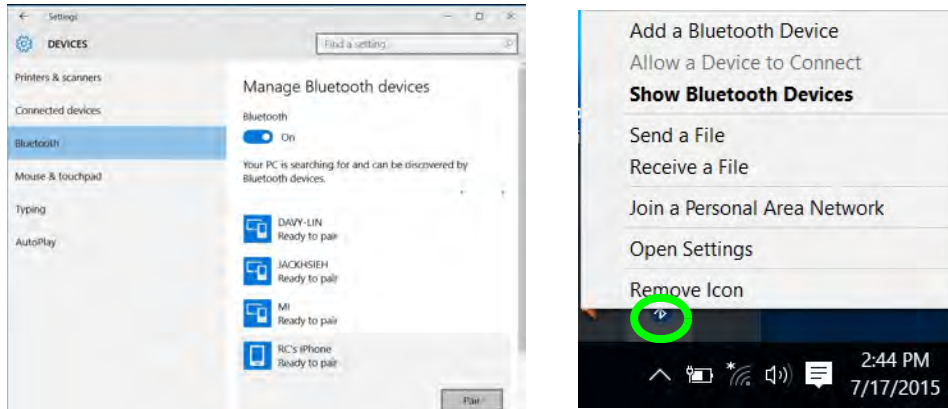 Settings
DEVICES
Find a setting
Printers & scanners
Connected devices
Bluetooth
Mouse & touchpad
Typing
AutoPlay
Manage Bluetooth devices
Bluetooth
On
Your PC is searching for and can be discovered by
Bluetooth devices.
DAVY-LIN
Ready to pair
JACKHSIEH
Ready to pair
MI
Ready to pair
RC's iPhone
Ready to pair
Pair
Add a Bluetooth Device
Allow a Device to Connect
Show Bluetooth Devices
Send a File
Receive a File
Join a Personal Area Network
Open Settings
Remove Icon
2:44 PM
7/17/2015